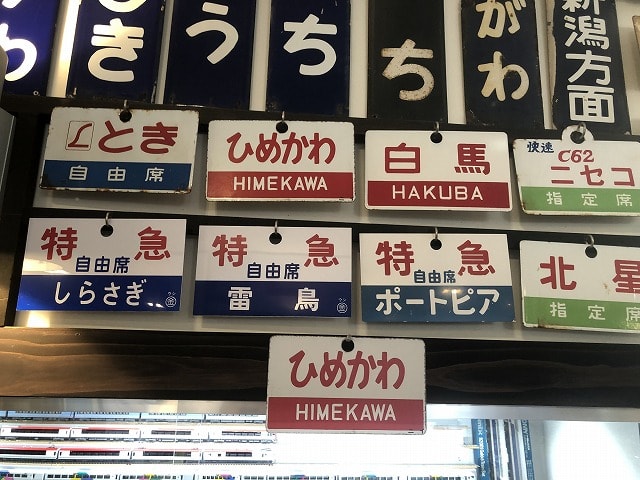 わ
しき
うち
ち
がわ
新潟方面
とき
自由席
ひめかわ
HIMEKAWA
白馬
HAKUBA
快速
C62
ニセコ
指定席
特急
自由席
しらさぎ
特急
自由席
雷鳥
特急
自由席
ポートピア
北星
指定席
ひめかわ
HIMEKAWA